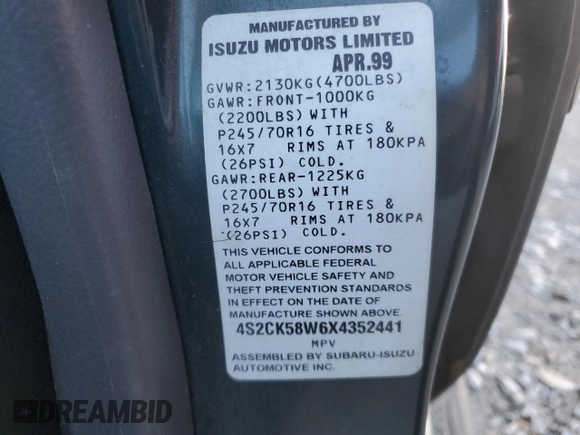 MANUFACTURED BY
ISUZU MOTORS LIMITED
APR.99
GVWR:2130KG(4700LBS)
GAWR:FRONT-1000KG
(2200LBS) WITH
P245/70R16 TIRES &
16X7 RIMS AT 180KPA
(26PSI) COLD.
GAWR:REAR-1225KG
(2700LBS) WITH
P245/70R16 TIRES &
16X7 RIMS AT 180KPA
(26PSI) COLD.
THIS VEHICLE CONFORMS TO
ALL APPLICABLE FEDERAL
MOTOR VEHICLE SAFETY AND
THEFT PREVENTION STANDARDS
IN EFFECT ON THE DATE OF
MANUFACTURE SHOWN ABOVE
4S2CK58W6X4352441
MPV
ASSEMBLED BY SUBARU-ISUZU
AUTOMOTIVE INC.
DREAMBID